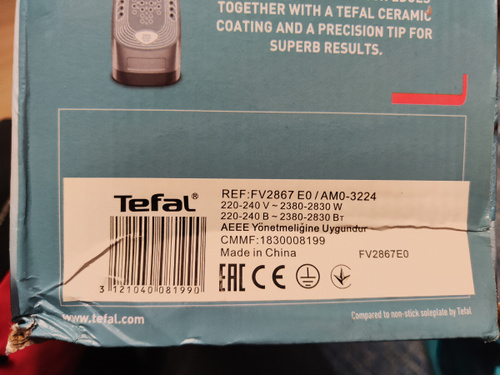 TOGETHER WITH A TEFAL CERAMIC
COATING AND A PRECISION TIP FOR
SUPERB RESULTS.
Tefal®
REF:FV2867 E0/AM0-3224
220-240 V ~ 2380-2830 W
220-240 В ~ 2380-2830 Вт
AEEE Yönetmeliğine Uygundur
CMMF:1830008199
Made in China
FV2867E0
EAC CE
3 121040 081990
www.tefal.com
Compared to non-stick soleplate by Tefal